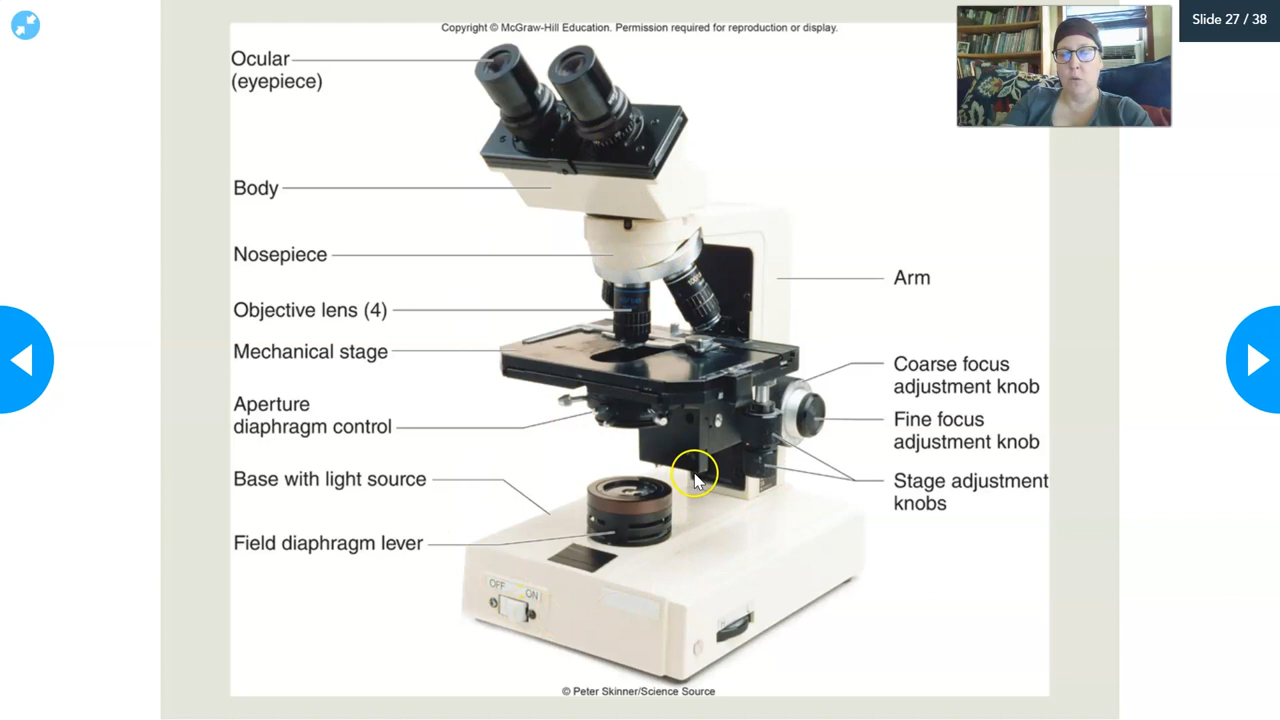 Copyright © McGraw-Hill Education. Permission required for reproduction or display.
Slide 27 / 38
Ocular
(eyepiece)
Body
Nosepiece
Objective lens (4)
Mechanical stage
Aperture
diaphragm control
Base with light source
Field diaphragm lever
Arm
Coarse focus
adjustment knob
Fine focus
adjustment knob
Stage adjustment
knobs
OFF
ON
© Peter Skinner/Science Source